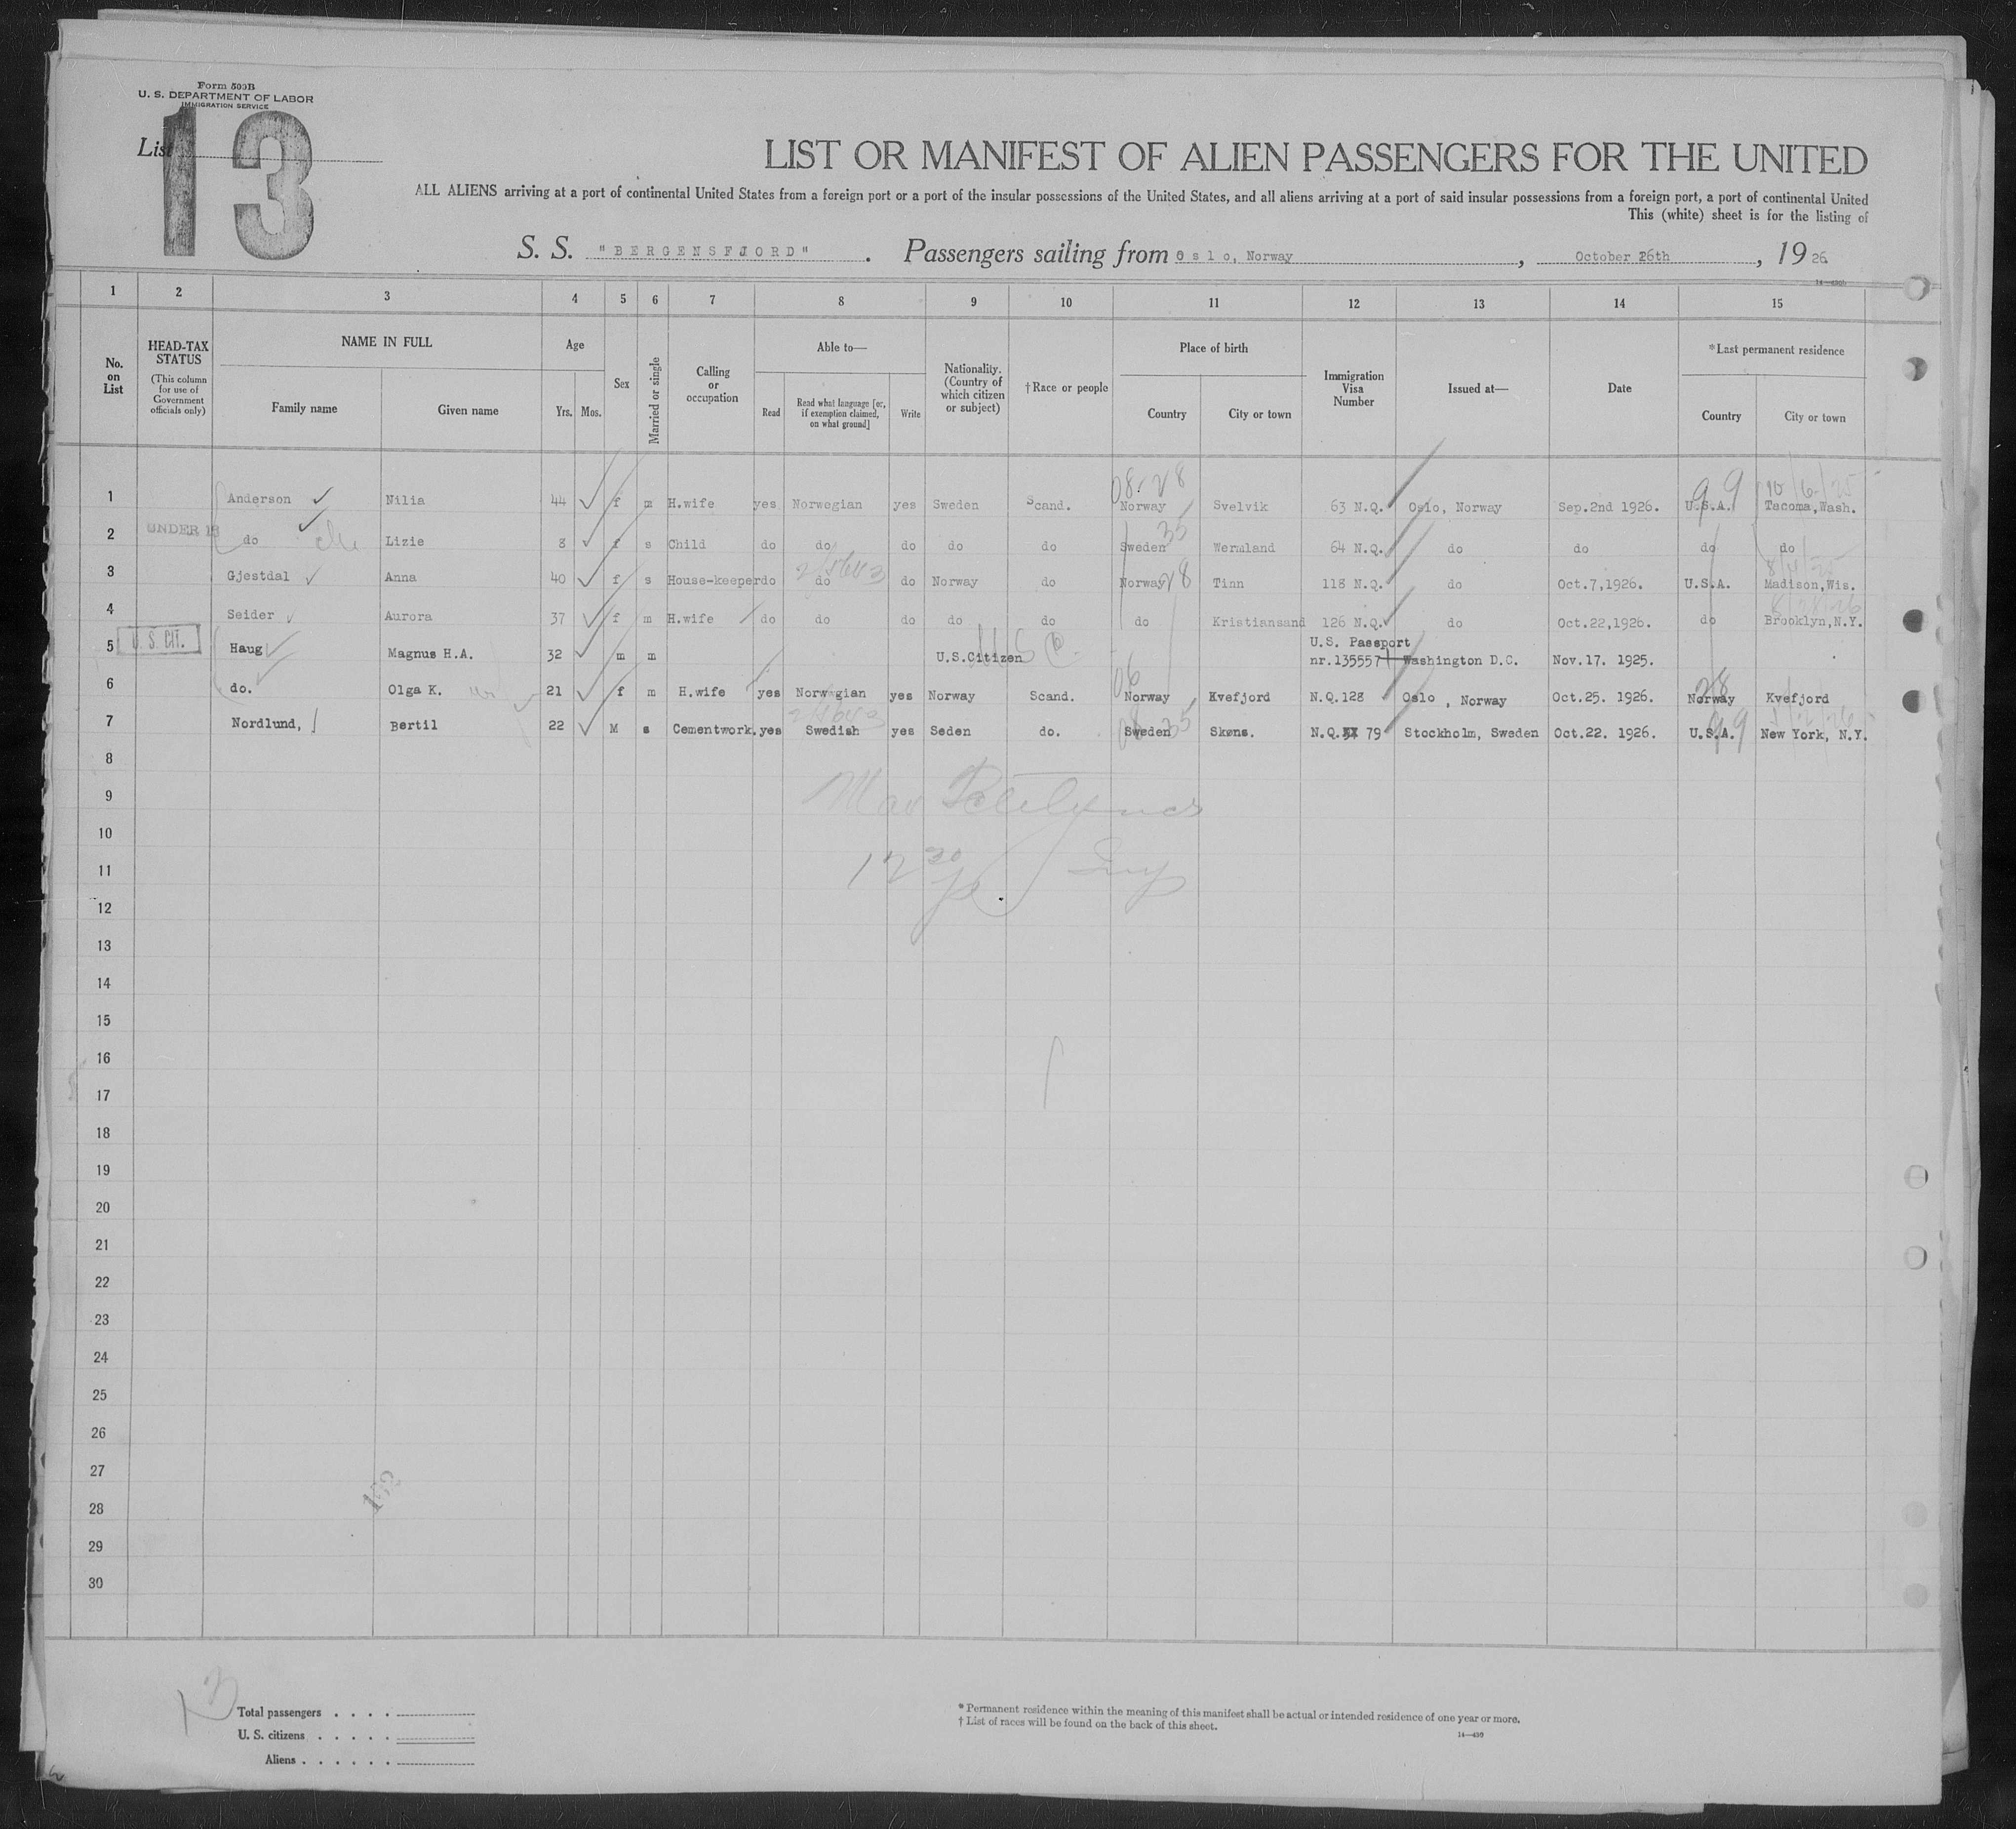 Form 500B
U. S. DEPARTMENT OF LABOR
IMMIGRATION SERVICE
List
13
LIST OR MANIFEST OF ALIEN PASSENGERS FOR THE UNITED
ALL ALIENS arriving at a port of continental United States from a foreign port or a port of the insular possessions of the United States, and all aliens arriving at a port of said insular possessions from a foreign port, a port of continental United
This (white) sheet is for the listing of
S. S. "BERGENSFJORD". Passengers sailing from Oslo, Norway, October 26th, 1926.
1 2 3 4 5 6 7 8 9 10 11 12 13 14 15
No. on List
HEAD-TAX STATUS
(This column for use of Government officials only)
NAME IN FULL
Family name Given name
Age
Yrs. Mos.
Sex
Married or single
Calling or occupation
Able to—
Read
Read what language [or, if exemption claimed, on what ground]
Write
Nationality. (Country of which citizen or subject)
†Race or people
Place of birth
Country City or town
Immigration Visa Number
Issued at—
Date
*Last permanent residence
Country City or town
08.28 99 10/6/25
1 Anderson Nilia 44 f m H.wife yes Norwegian yes Sweden Scand. Norway Svelvik 63 N.Q. Oslo, Norway Sep.2nd 1926. U.S.A. Tacoma, Wash.
2 UNDER 16 do Lizie 8 f s Child do do do do do Sweden 35 Wermland 64 N.Q. do do do do
3 Gjestdal Anna 40 f s House-keeper do do do Norway do Norway 28 Tinn 118 N.Q. do Oct.7,1926. U.S.A. Madison,Wis.
4 Seider Aurora 37 f m H.wife do do do do do do Kristiansand 126 N.Q. do Oct.22,1926. do Brooklyn,N.Y.
5 U. S. CIT. Haug Magnus H.A. 32 m m U.S.Citizen U.S. Passport nr.135557 Washington D.C. Nov.17. 1925.
06 28
6 do. Olga K. 21 f m H.wife yes Norwegian yes Norway Scand. Norway Kvefjord N.Q.128 Oslo, Norway Oct.25. 1926. Norway Kvefjord
08 35 99
7 Nordlund, Bertil 22 M s Cementwork. yes Swedish yes Seden do. Sweden Skøns. N.Q. 79 Stockholm, Sweden Oct.22. 1926. U.S.A. New York, N.Y.
8
9
10
11
12
13
14
15
16
17
18
19
20
21
22
23
24
25
26
27
28
29
30
13
Total passengers
U. S. citizens
Aliens
* Permanent residence within the meaning of this manifest shall be actual or intended residence of one year or more.
† List of races will be found on the back of this sheet.
14—430